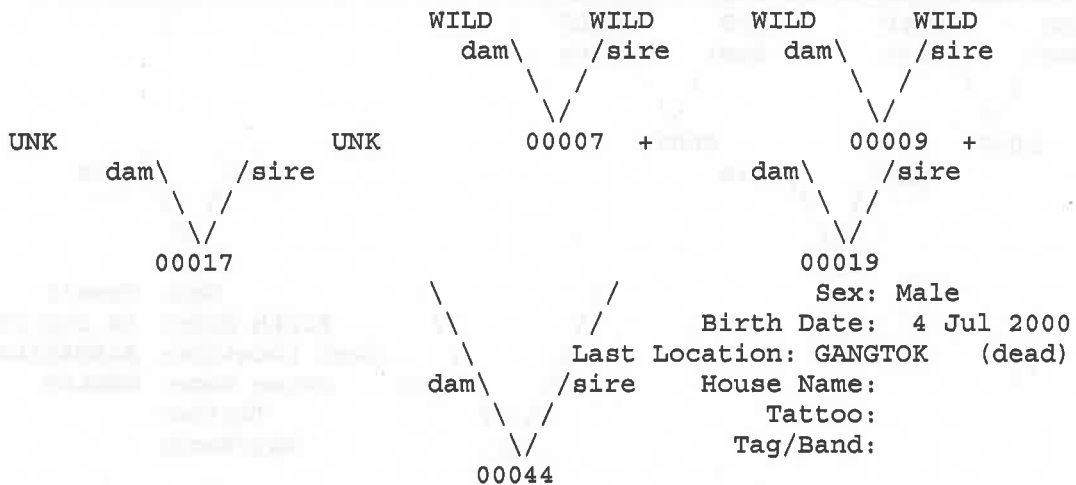 WILD WILD WILD WILD
dam\ /sire dam\ /sire
\ / \ /
\/ \/
UNK UNK 00007 + 00009 +
dam\ /sire dam\ /sire
\ / \ /
\/ \/
00017 00019
\ / Sex: Male
\ / Birth Date: 4 Jul 2000
Last Location: GANGTOK (dead)
dam\ /sire House Name:
\ / Tattoo:
\/ Tag/Band:
00044